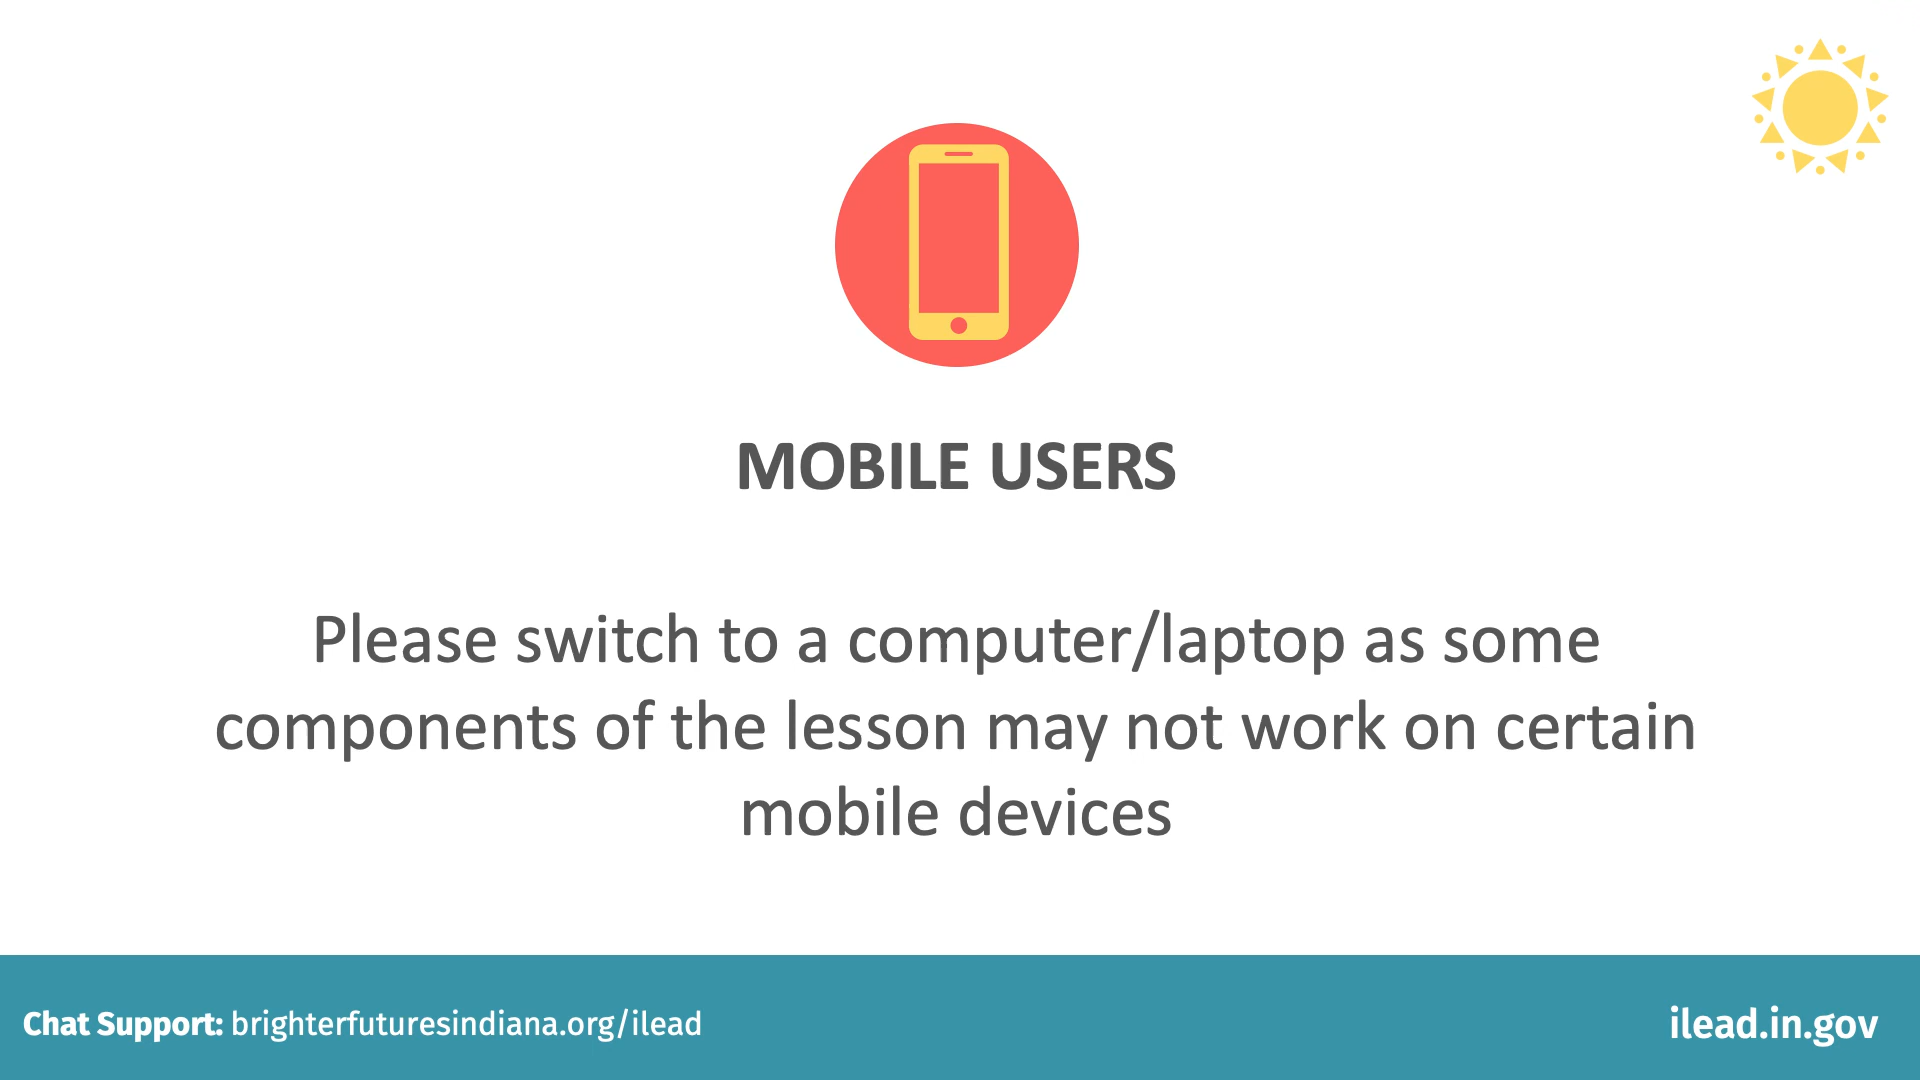 MOBILE USERS
Please switch to a computer/laptop as some
components of the lesson may not work on certain
mobile devices
Chat Support: brighterfuturesindiana.org/ilead
ilead.in.gov